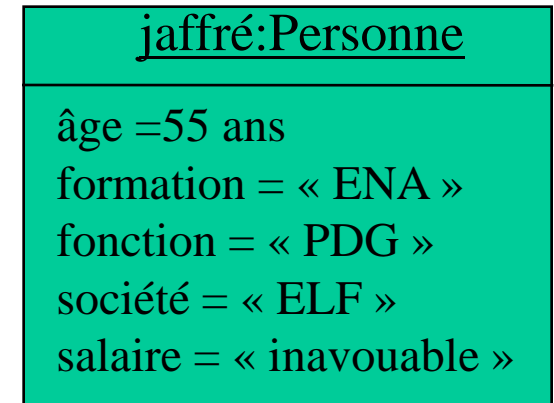 jaffré:Personne
âge =55 ans
formation = « ENA »
fonction = « PDG »
société = « ELF »
salaire = « inavouable »